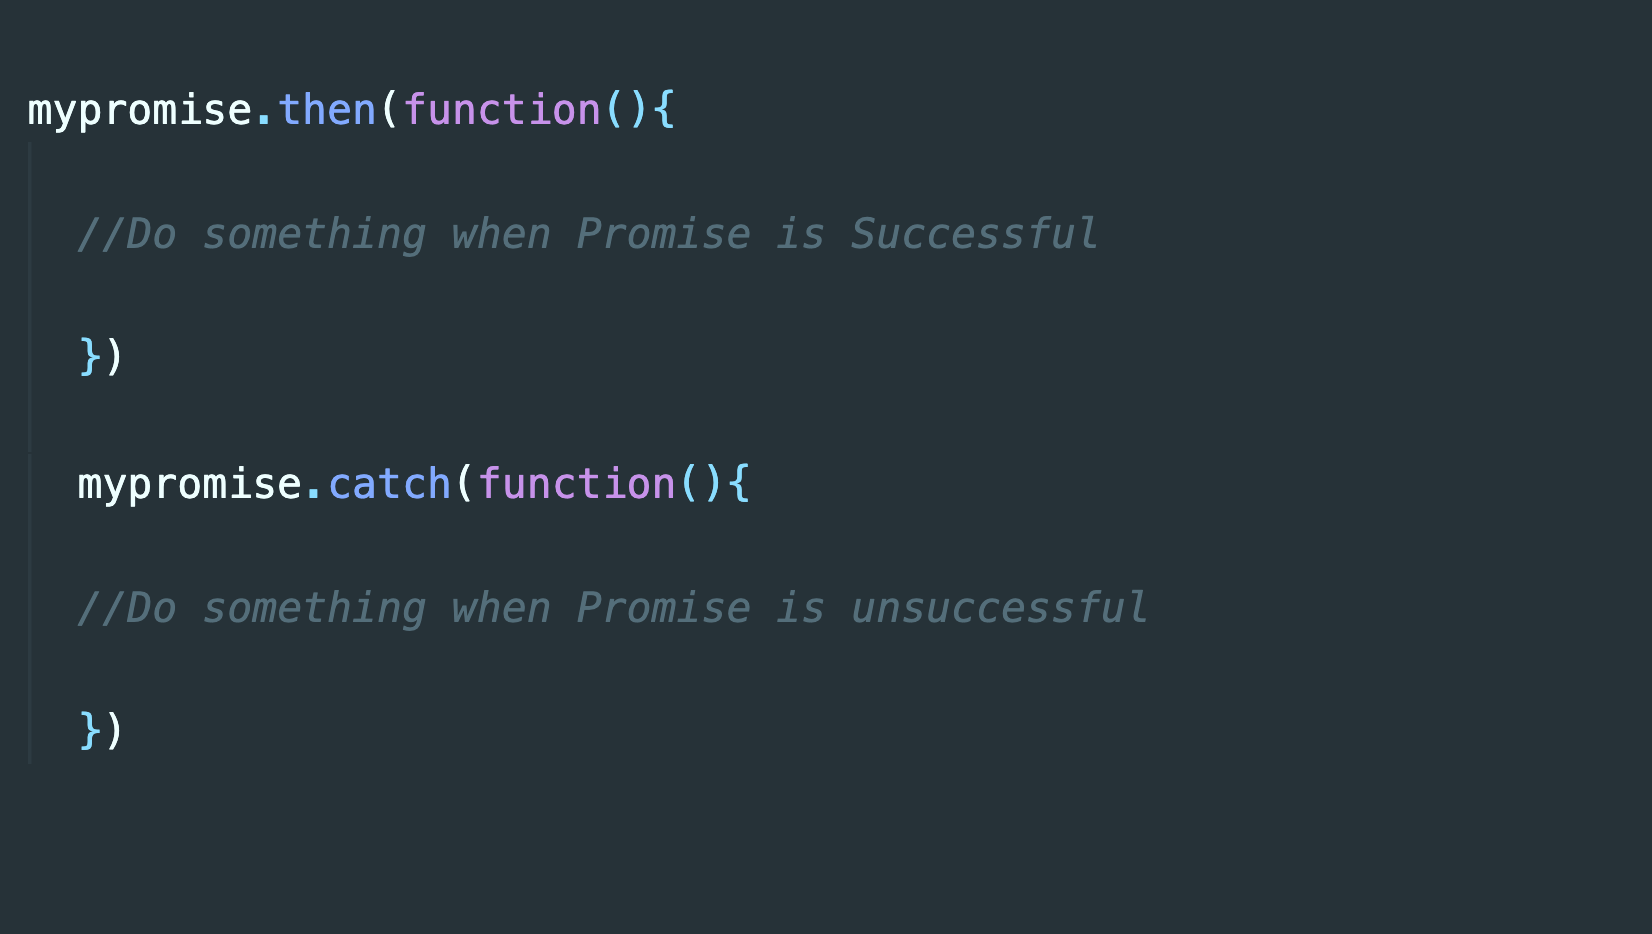 mypromise.then(function(){
//Do something when Promise is Successful
})
mypromise.catch(function(){
//Do something when Promise is unsuccessful
})